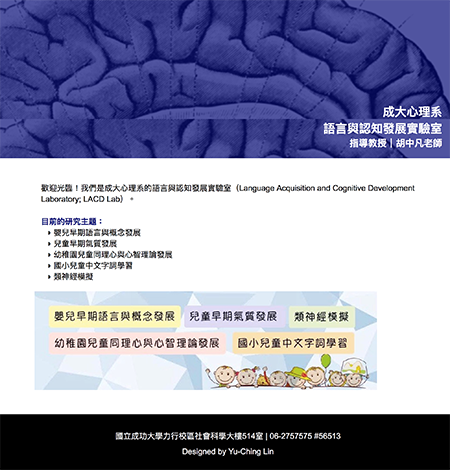 成大心理系
語言與認知發展實驗室
指導教授｜胡中凡老師
歡迎光臨！我們是成大心理系的語言與認知發展實驗室（Language Acquisition and Cognitive Development
Laboratory; LACD Lab）。
目前的研究主題：
嬰兒早期語言與概念發展
兒童早期氣質發展
幼稚園兒童同理心與心智理論發展
國小兒童中文字詞學習
類神經模擬
嬰兒早期語言與概念發展 兒童早期氣質發展 類神經模擬
幼稚園兒童同理心與心智理論發展 國小兒童中文字詞學習
國立成功大學力行校區社會科學大樓514室 | 06-2757575 #56513
Designed by Yu-Ching Lin